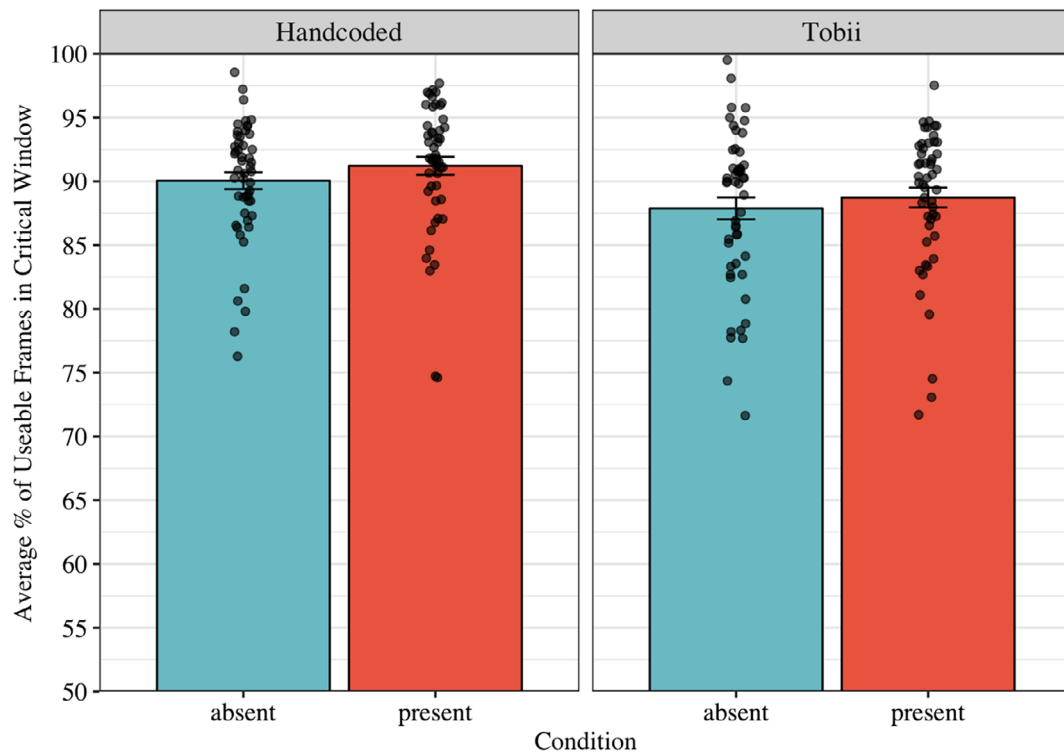 Handcoded
Tobii
Average % of Useable Frames in Critical Window
100
95
90
85
80
75
70
65
60
55
50
absent
present
absent
present
Condition